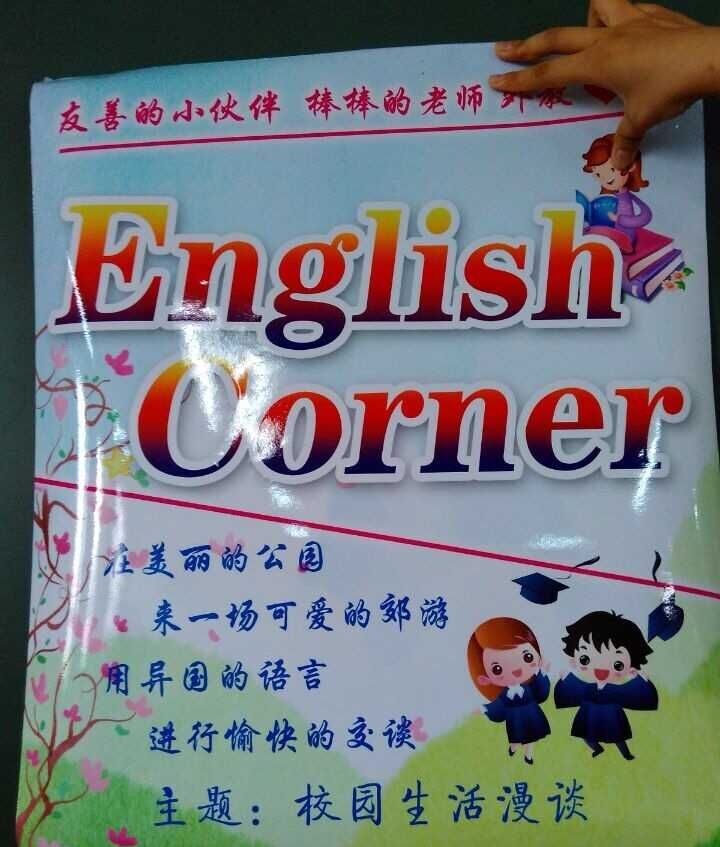 友善的小伙伴 棒棒的老师 外教
English
Corner
在美丽的公园
来一场可爱的郊游
用异国的语言
进行愉快的交谈
主题：校园生活漫谈